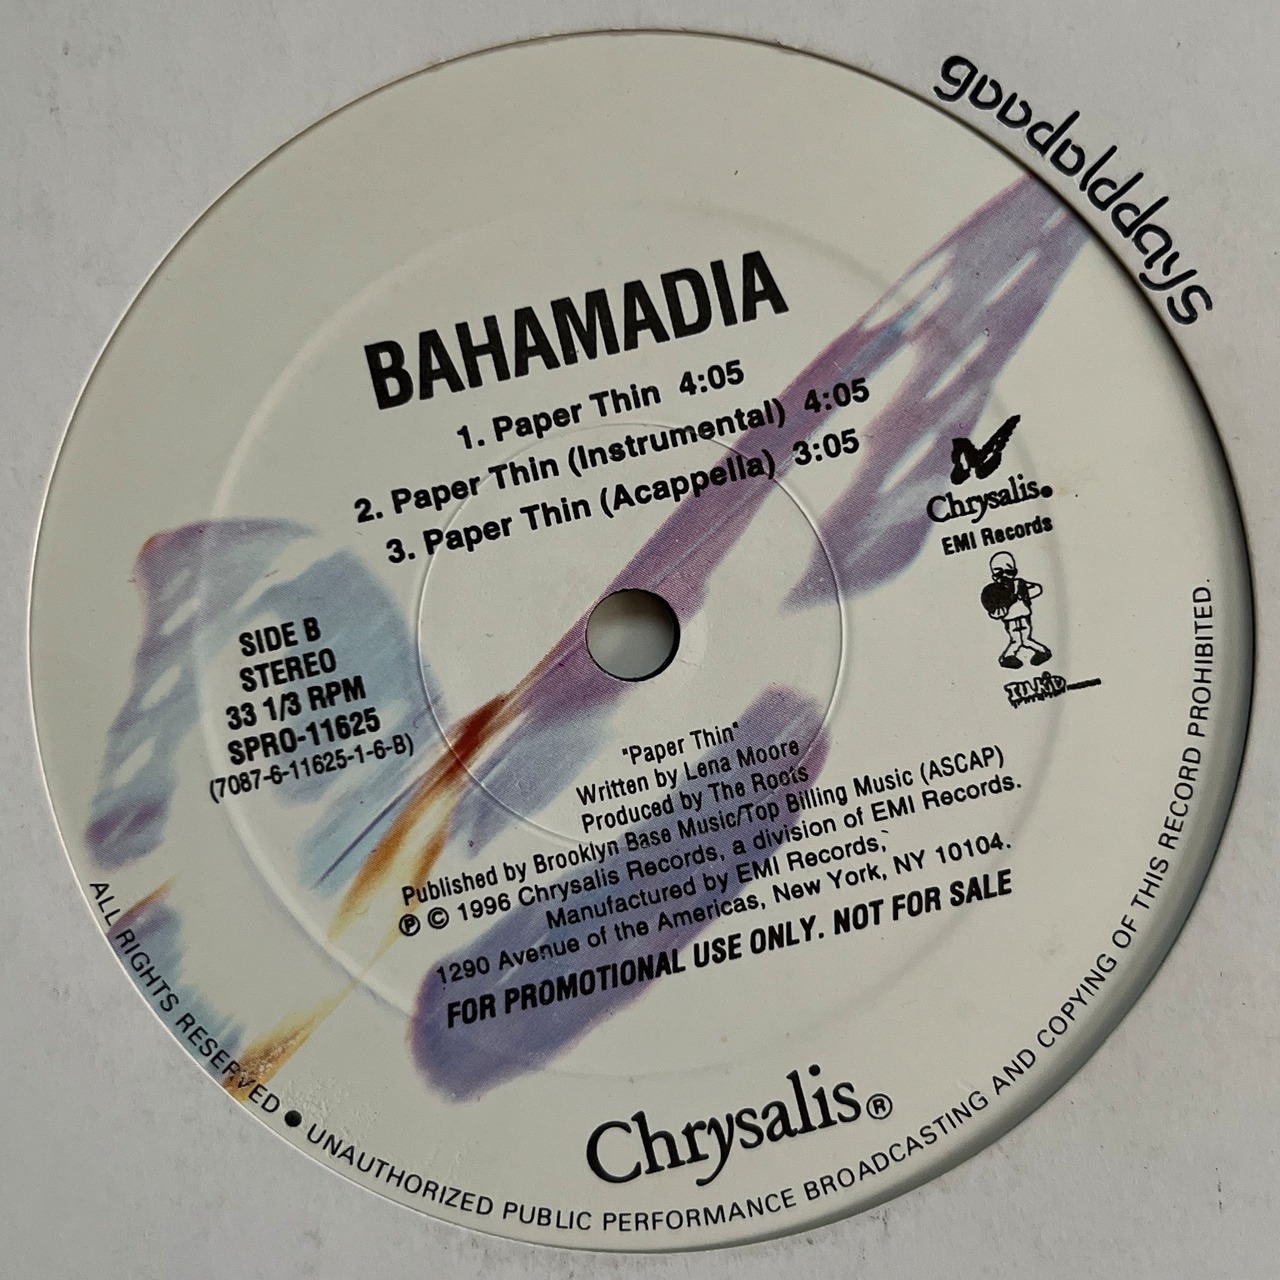 gooddolddays
BAHAMADIA
1. Paper Thin 4:05
2. Paper Thin (Instrumental) 4:05
3. Paper Thin (Acappella) 3:05
Chrysalis®
EMI Records
SIDE B
STEREO
33 1/3 RPM
SPRO-11625
(7087-6-11625-1-6-B)
"Paper Thin"
Written by Lena Moore
Produced by The Roots
Published by Brooklyn Base Music/Top Billing Music (ASCAP)
℗ © 1996 Chrysalis Records, a division of EMI Records.
Manufactured by EMI Records,
1290 Avenue of the Americas, New York, NY 10104.
FOR PROMOTIONAL USE ONLY. NOT FOR SALE
Chrysalis®
ALL RIGHTS RESERVED ● UNAUTHORIZED PUBLIC PERFORMANCE BROADCASTING AND COPYING OF THIS RECORD PROHIBITED.